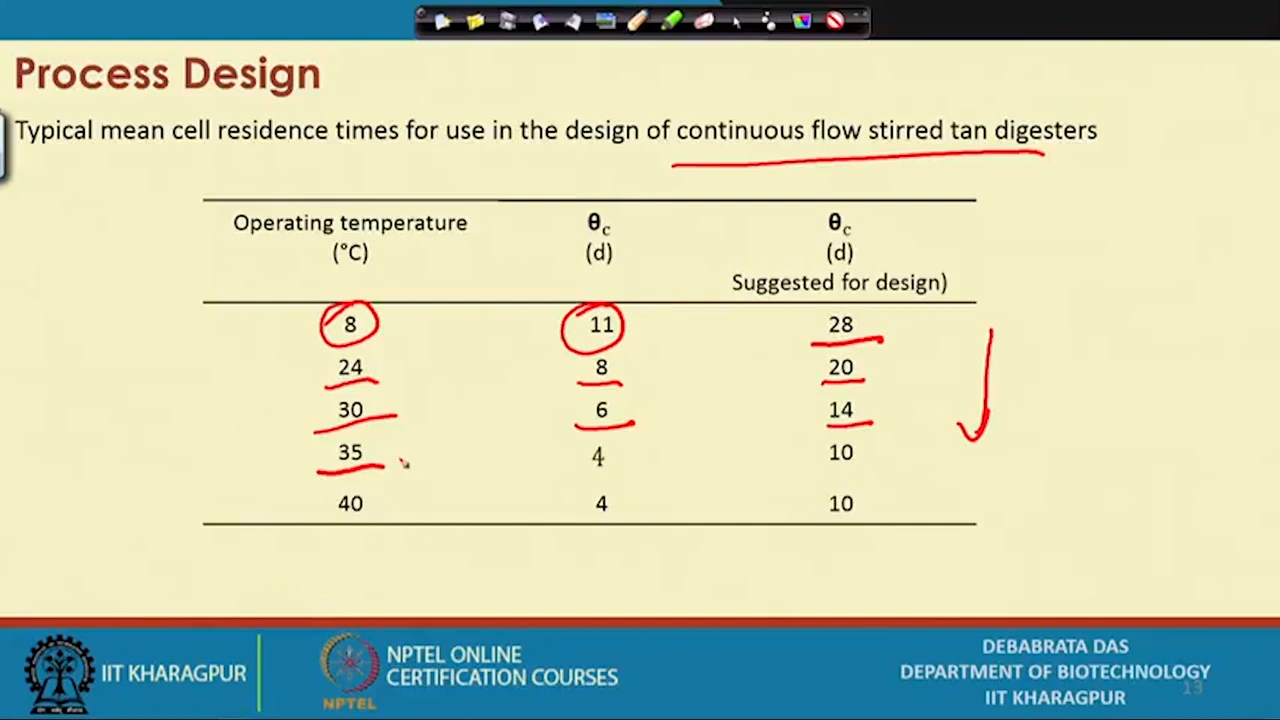 Process Design
Typical mean cell residence times for use in the design of continuous flow stirred tan digesters
Operating temperature (°C) θc (d) θc (d) Suggested for design)
8 11 28
24 8 20
30 6 14
35 4 10
40 4 10
IIT KHARAGPUR
NPTEL
NPTEL ONLINE
CERTIFICATION COURSES
DEBABRATA DAS
DEPARTMENT OF BIOTECHNOLOGY
IIT KHARAGPUR
13